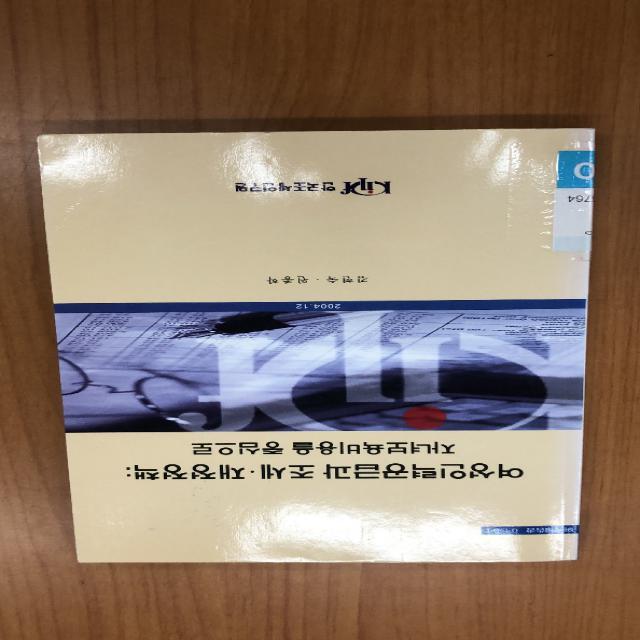 여성인력공급과 조세·재정정책:
자녀보육비용을 중심으로
KIPF
2004.12
김현숙·원종학
KIPF 한국조세연구원